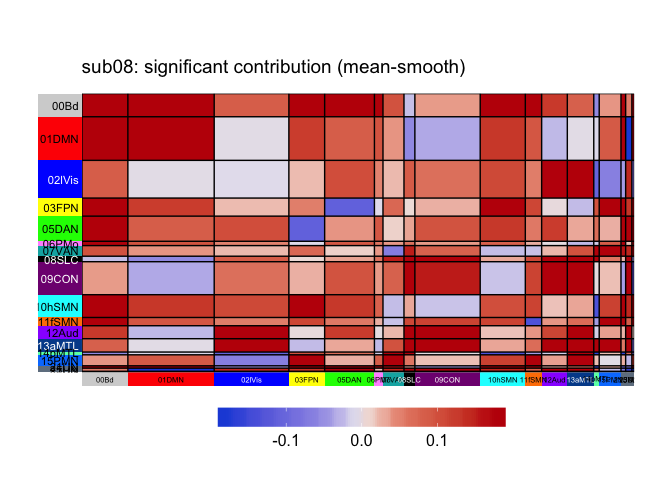 sub08: significant contribution (mean-smooth)
00Bd
01DMN
02lVis
03FPN
05DAN
06PMo
07VAN
08SLC
09CON
10hSMN
11fSMN
12Aud
13aMTL
15PMN
00Bd 01DMN 02lVis 03FPN 05DAN 08SLC 09CON 10hSMN 11fSMN 12Aud
-0.1 0.0 0.1